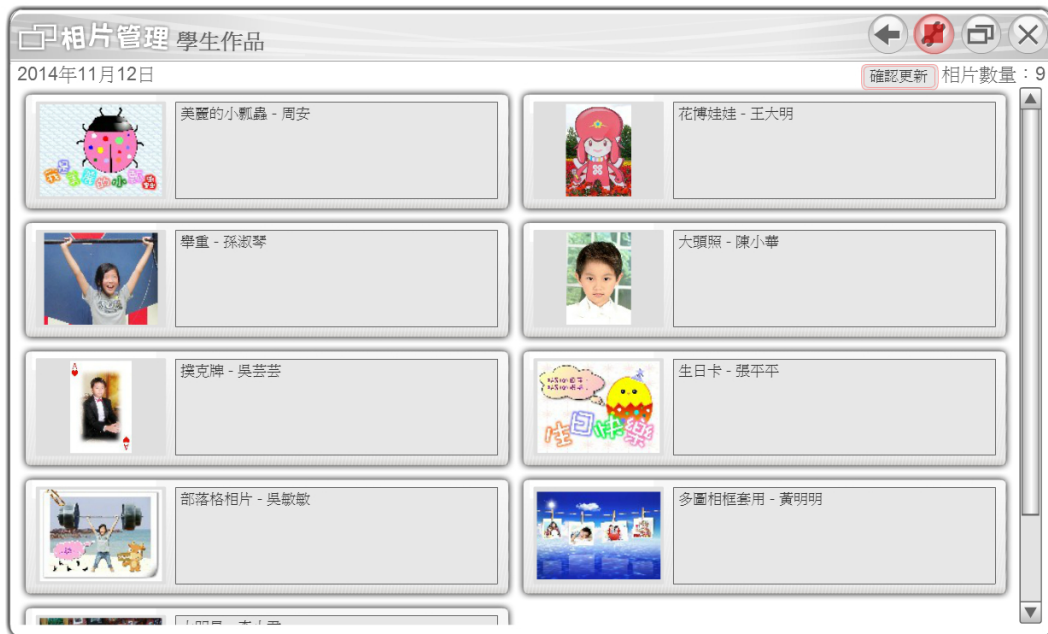 相片管理 學生作品
2014年11月12日
確認更新 相片數量：9
美麗的小瓢蟲 - 周安
花博娃娃 - 王大明
舉重 - 孫淑琴
大頭照 - 陳小華
撲克牌 - 吳芸芸
A
A
生日卡 - 張平平
生日快樂
部落格相片 - 吳敏敏
多圖相框套用 - 黃明明